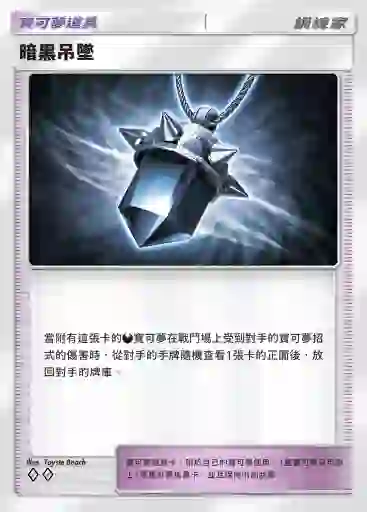 寶可夢道具
訓練家
暗黑吊墜
當附有這張卡的寶可夢在戰鬥場上受到對手的寶可夢招
式的傷害時，從對手的手牌隨機查看1張卡的正面後，放
回對手的牌庫。
Illus. Toyste Beach